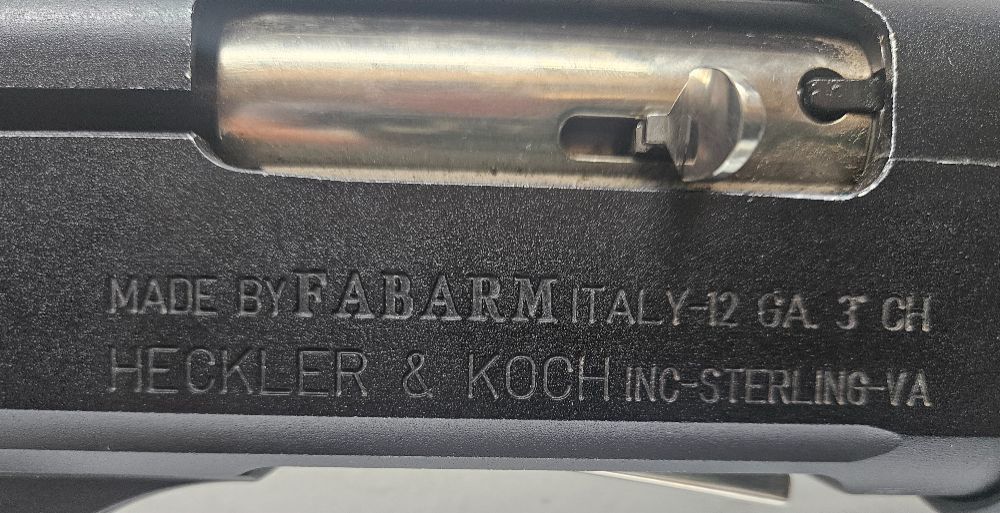 MADE BY FABARM ITALY-12 GA. 3" CH
HECKLER & KOCH INC-STERLING-VA